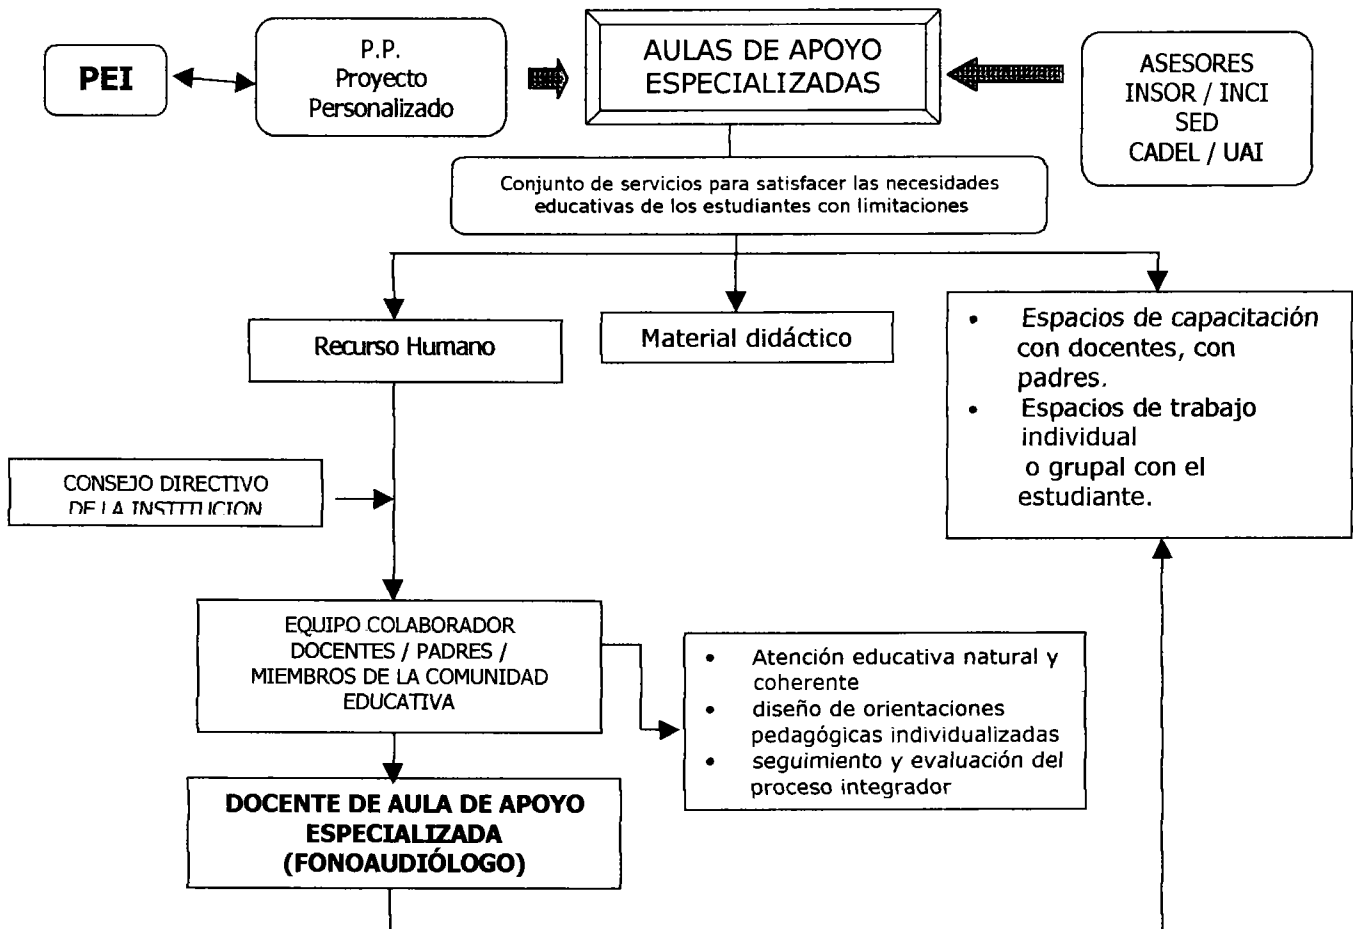 PEI
P.P.
Proyecto
Personalizado
AULAS DE APOYO
ESPECIALIZADAS
ASESORES
INSOR / INCI
SED
CADEL / UAI
Conjunto de servicios para satisfacer las necesidades
educativas de los estudiantes con limitaciones
Recurso Humano
Material didáctico
• Espacios de capacitación
con docentes, con
padres.
• Espacios de trabajo
individual
o grupal con el
estudiante.
CONSEJO DIRECTIVO
DE LA INSTITUCION
EQUIPO COLABORADOR
DOCENTES / PADRES /
MIEMBROS DE LA COMUNIDAD
EDUCATIVA
• Atención educativa natural y
coherente
• diseño de orientaciones
pedagógicas individualizadas
• seguimiento y evaluación del
proceso integrador
DOCENTE DE AULA DE APOYO
ESPECIALIZADA
(FONOAUDIÓLOGO)